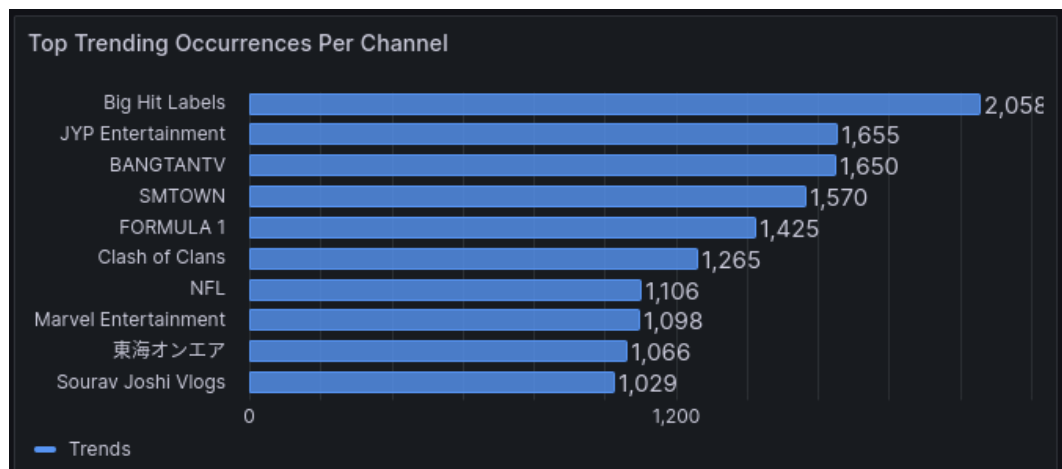 Top Trending Occurrences Per Channel
Big Hit Labels 2,058
JYP Entertainment 1,655
BANGTANTV 1,650
SMTOWN 1,570
FORMULA 1 1,425
Clash of Clans 1,265
NFL 1,106
Marvel Entertainment 1,098
東海オンエア 1,066
Sourav Joshi Vlogs 1,029
0 1,200
Trends